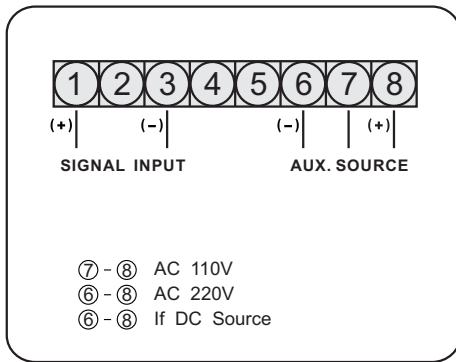 ① ② ③ ④ ⑤ ⑥ ⑦ ⑧
(+) (-) (-) (+)
SIGNAL INPUT AUX. SOURCE
⑦ - ⑧ AC 110V
⑥ - ⑧ AC 220V
⑥ - ⑧ If DC Source